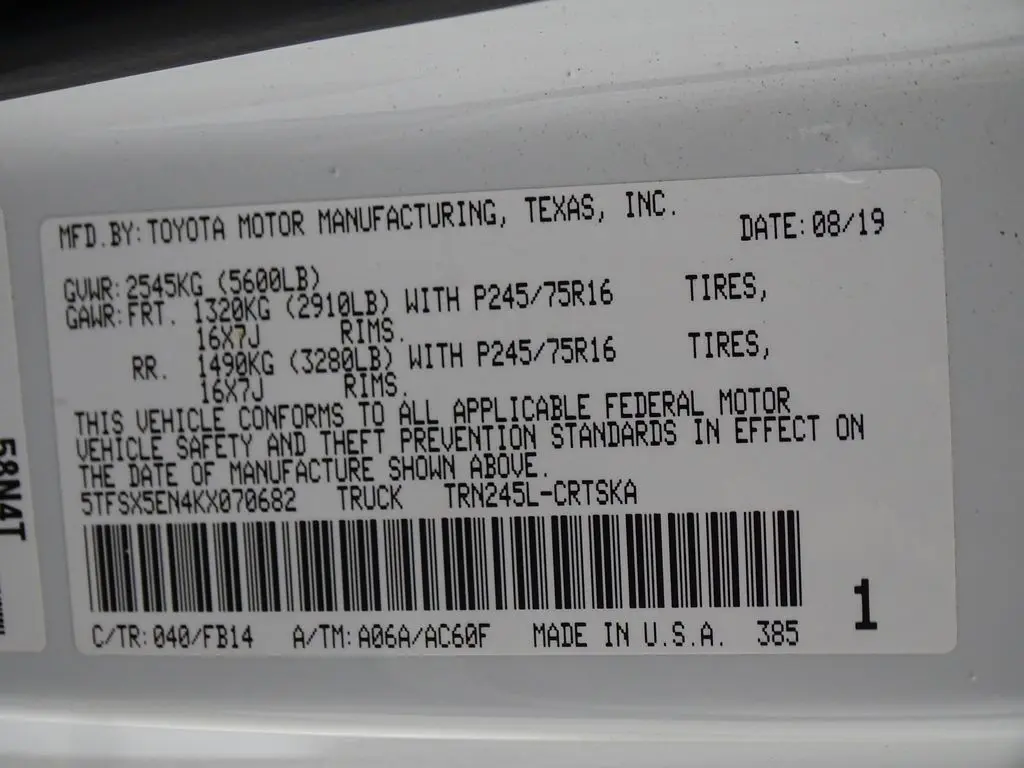 MFD.BY:TOYOTA MOTOR MANUFACTURING, TEXAS, INC. DATE:08/19
GVWR:2545KG (5600LB)
GAWR:FRT. 1320KG (2910LB) WITH P245/75R16 TIRES,
16X7J RIMS.
RR. 1490KG (3280LB) WITH P245/75R16 TIRES,
16X7J RIMS.
THIS VEHICLE CONFORMS TO ALL APPLICABLE FEDERAL MOTOR
VEHICLE SAFETY AND THEFT PREVENTION STANDARDS IN EFFECT ON
THE DATE OF MANUFACTURE SHOWN ABOVE.
5TFSX5EN4KX070682 TRUCK TRN245L-CRTSKA
1
C/TR:040/FB14 A/TM:A06A/AC60F MADE IN U.S.A. 385
58N4T